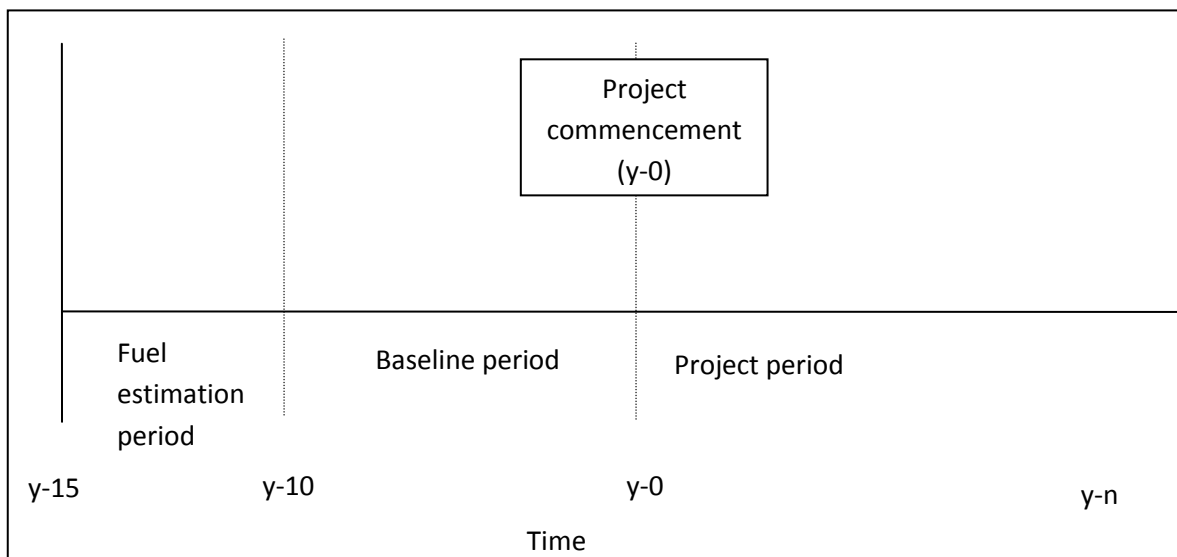 Project
commencement
(y-0)
Fuel
estimation
period
Baseline period
Project period
y-15
y-10
y-0
y-n
Time